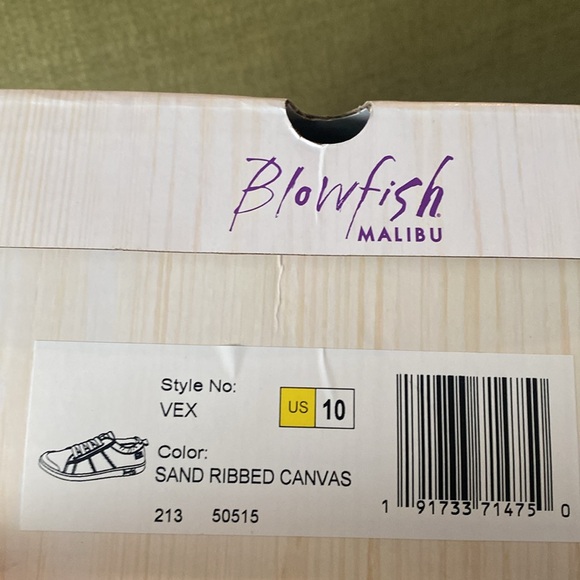 Blowfish
MALIBU
Style No:
VEX
US 10
Color:
SAND RIBBED CANVAS
213 50515
1 91733 71475 0